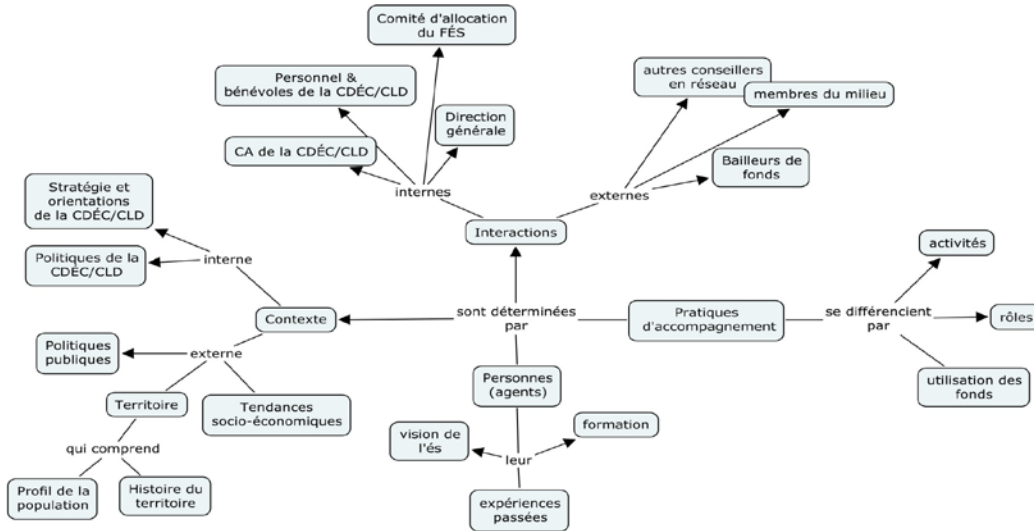 Comité d'allocation
du FÉS
Personnel &
bénévoles de la CDÉC/CLD
autres conseillers
en réseau
membres du milieu
Direction
générale
CA de la CDÉC/CLD
Bailleurs de
fonds
internes
externes
Stratégie et
orientations
de la CDÉC/CLD
Interactions
activités
Politiques de la
CDÉC/CLD
interne
Contexte
sont déterminées
par
Pratiques
d'accompagnement
se différencient
par
rôles
Politiques
publiques
externe
Personnes
(agents)
utilisation des
fonds
Territoire
Tendances
socio-économiques
vision de
l'és
formation
qui comprend
leur
Profil de la
population
Histoire du
territoire
expériences
passées